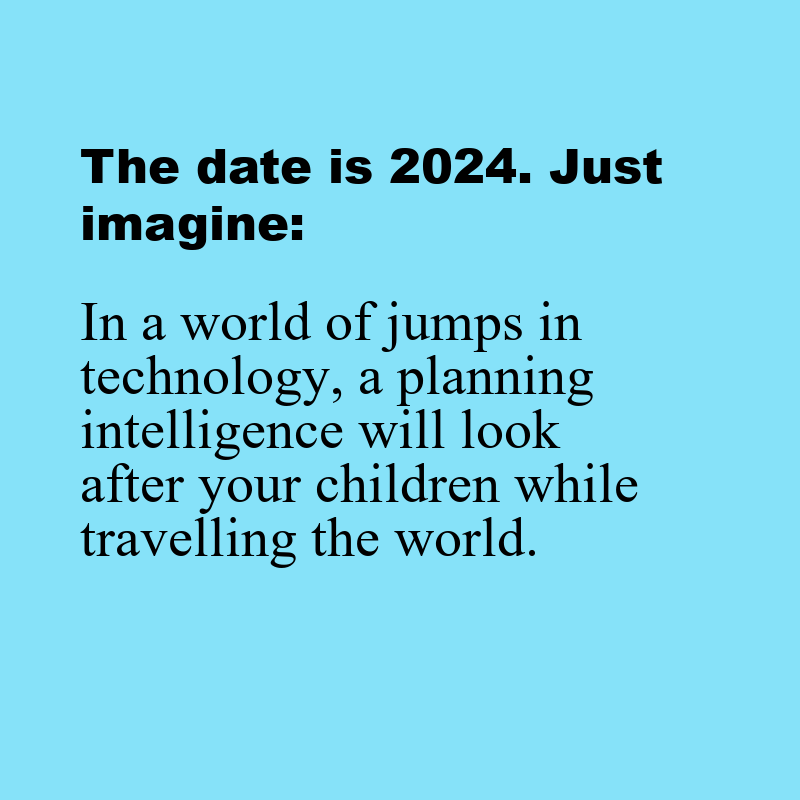 The date is 2024. Just
imagine:
In a world of jumps in
technology, a planning
intelligence will look
after your children while
travelling the world.